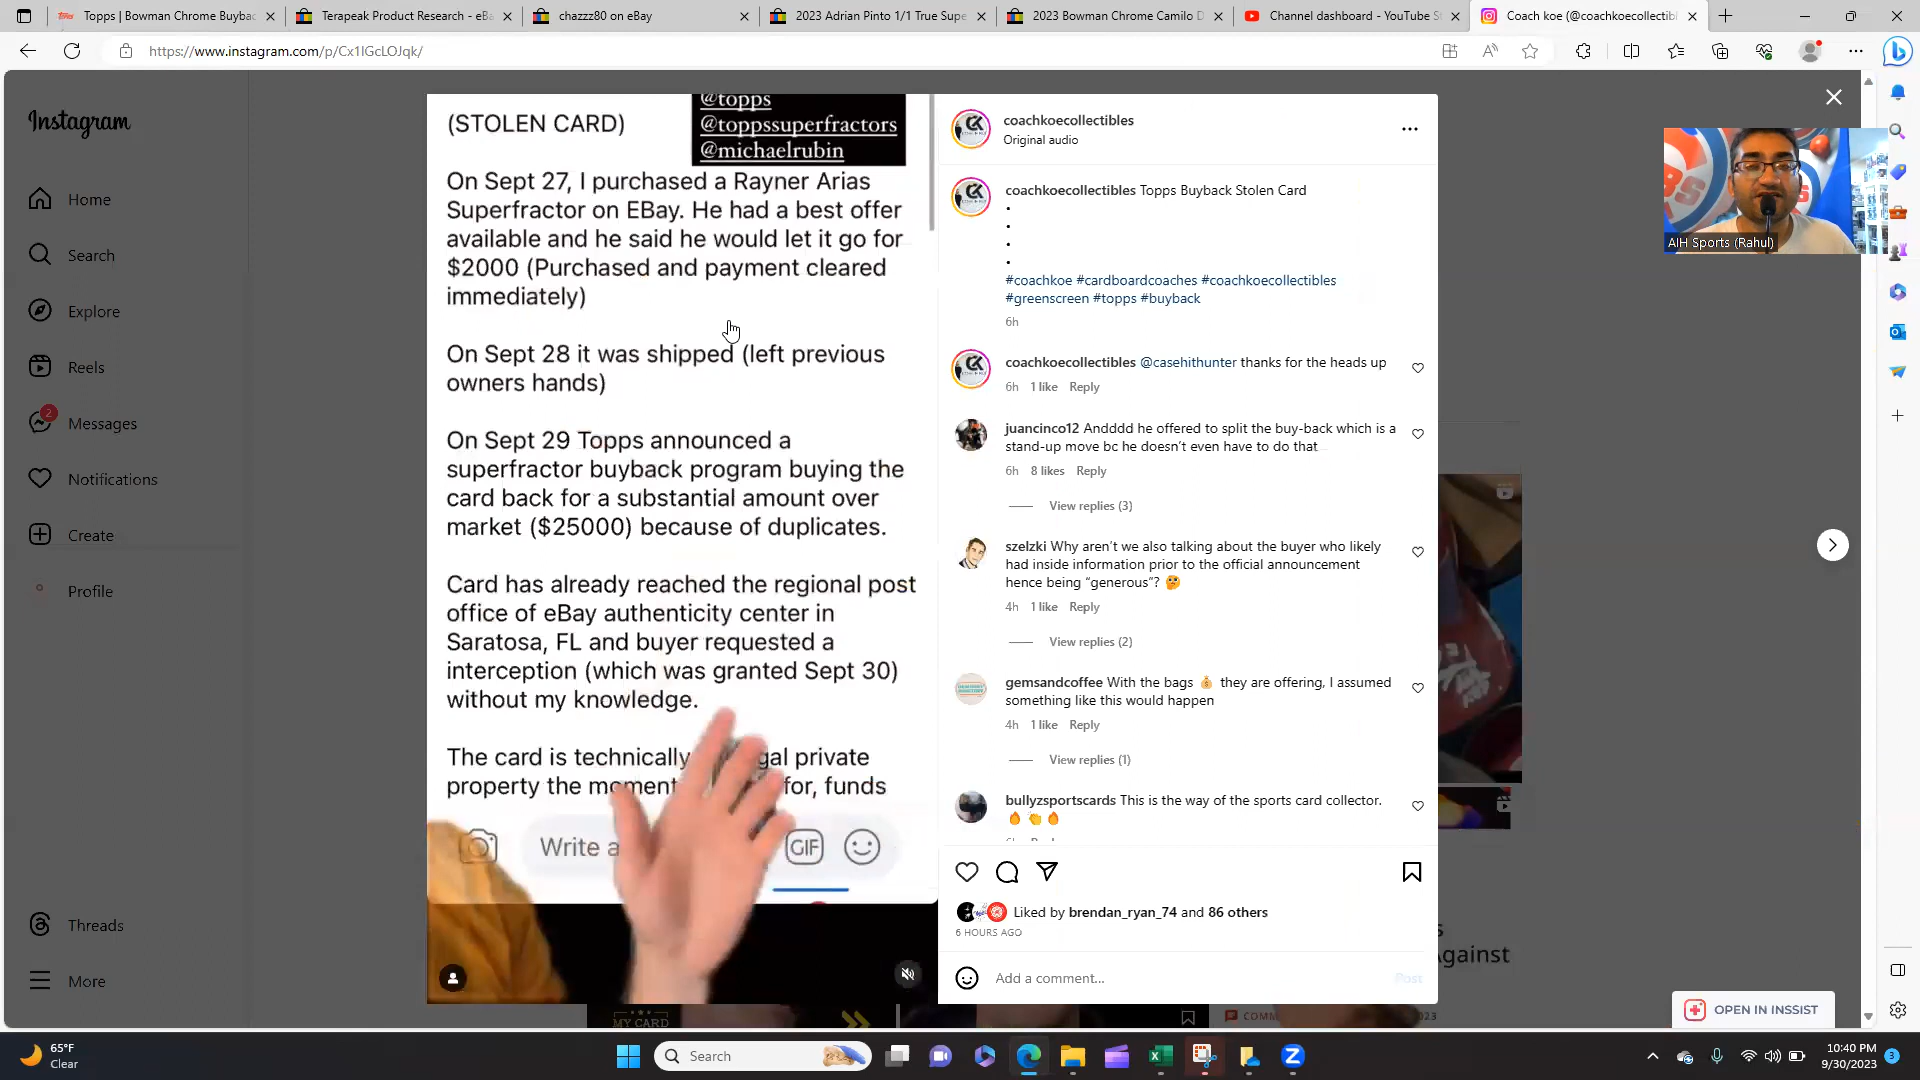 Topps | Bowman Chrome Buybac
Terapeak Product Research - eB
chazzz80 on eBay
2023 Adrian Pinto 1/1 True Supe
2023 Bowman Chrome Camilo D
Channel dashboard - YouTube S
Coach koe (@coachkoecollectib
https://www.instagram.com/p/Cx1lGcLOJqk/
Instagram
Home
Search
Explore
Reels
2
Messages
Notifications
Create
Profile
Threads
More
@topps
@toppssuperfractors
@michaelrubin
(STOLEN CARD)
On Sept 27, I purchased a Rayner Arias
Superfractor on EBay. He had a best offer
available and he said he would let it go for
$2000 (Purchased and payment cleared
immediately)
On Sept 28 it was shipped (left previous
owners hands)
On Sept 29 Topps announced a
superfractor buyback program buying the
card back for a substantial amount over
market ($25000) because of duplicates.
Card has already reached the regional post
office of eBay authenticity center in
Saratosa, FL and buyer requested a
interception (which was granted Sept 30)
without my knowledge.
The card is technically gal private
property the moment for, funds
Write a
GIF
coachkoecollectibles
Original audio
coachkoecollectibles Topps Buyback Stolen Card
•
•
•
•
#coachkoe #cardboardcoaches #coachkoecollectibles
#greenscreen #topps #buyback
6h
coachkoecollectibles @casehithunter thanks for the heads up
6h 1 like Reply
juancinco12 Andddd he offered to split the buy-back which is a
stand-up move bc he doesn't even have to do that
6h 8 likes Reply
View replies (3)
szelzki Why aren't we also talking about the buyer who likely
had inside information prior to the official announcement
hence being "generous"? 🤔
4h 1 like Reply
View replies (2)
gemsandcoffee With the bags 💰 they are offering, I assumed
something like this would happen
4h 1 like Reply
View replies (1)
bullyzsportscards This is the way of the sports card collector.
🔥 👏 🔥
Liked by brendan_ryan_74 and 86 others
6 HOURS AGO
Add a comment...
Post
AIH Sports (Rahul)
Against
MY CARD
COMM
2023
OPEN IN INSSIST
65°F
Clear
Search
10:40 PM
9/30/2023
3